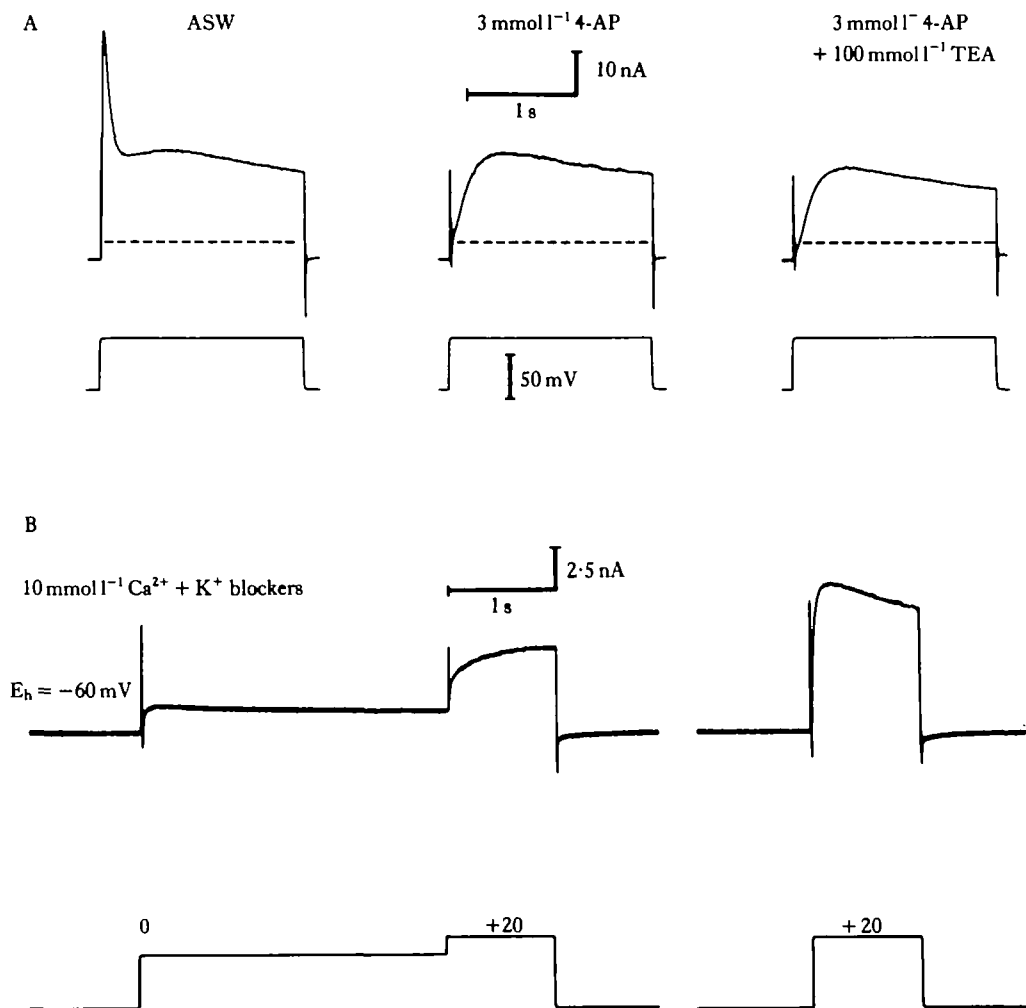 A
ASW
3 mmol l⁻¹ 4-AP
3 mmol l⁻ 4-AP
+ 100 mmol l⁻¹ TEA
10 nA
1 s
50 mV
B
10 mmol l⁻¹ Ca²⁺ + K⁺ blockers
2·5 nA
1 s
Eₕ = −60 mV
0
+20
+20